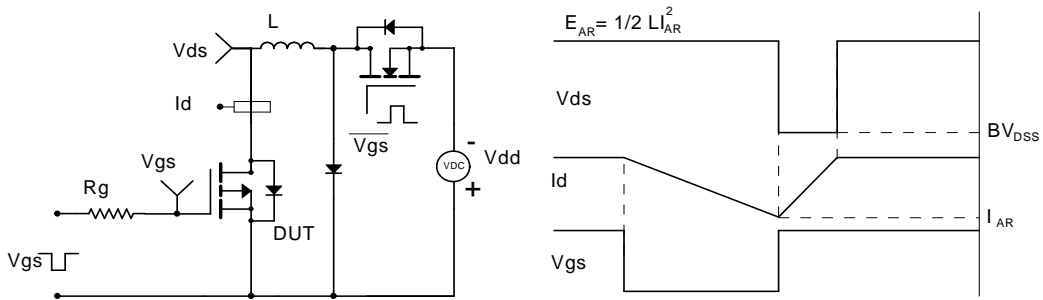 L
Vds
Id
Vgs
Rg
DUT
Vgs
Vgs
VDC
-
+
Vdd
E_AR = 1/2 LI_AR^2
Vds
BV_DSS
Id
I_AR
Vgs